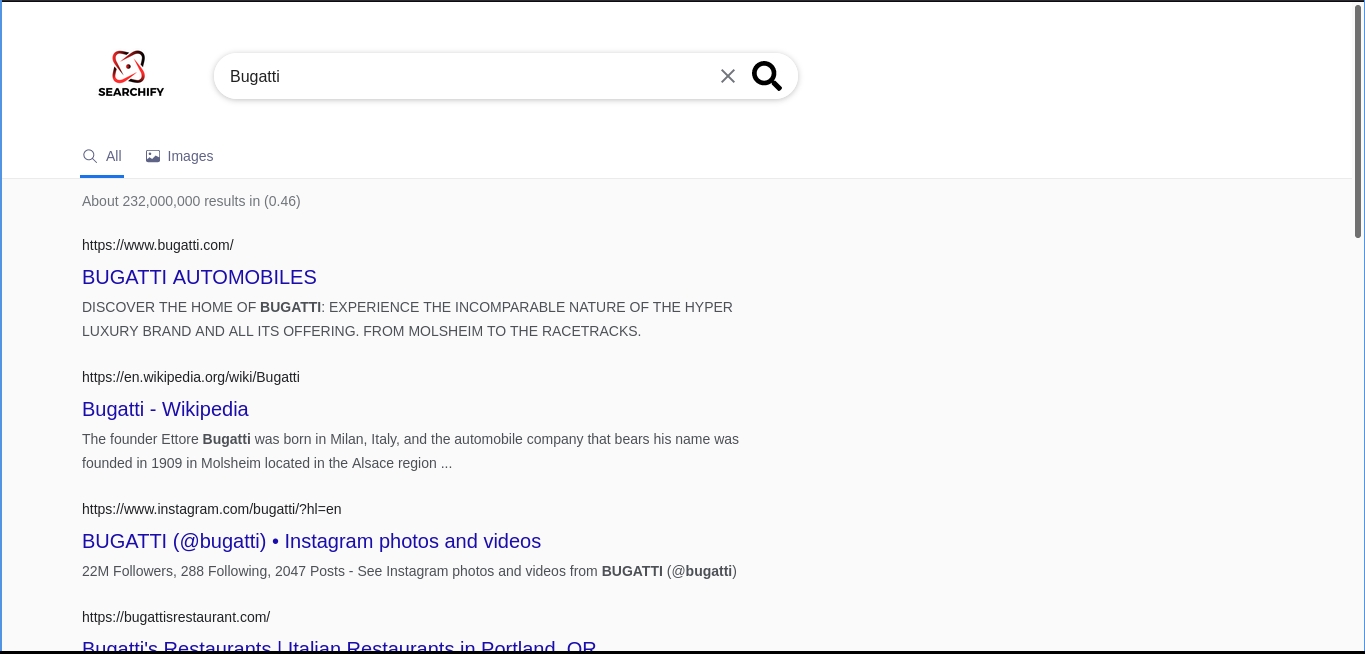 SEARCHIFY
Bugatti
All
Images
About 232,000,000 results in (0.46)
https://www.bugatti.com/
BUGATTI AUTOMOBILES
DISCOVER THE HOME OF BUGATTI: EXPERIENCE THE INCOMPARABLE NATURE OF THE HYPER
LUXURY BRAND AND ALL ITS OFFERING. FROM MOLSHEIM TO THE RACETRACKS.
https://en.wikipedia.org/wiki/Bugatti
Bugatti - Wikipedia
The founder Ettore Bugatti was born in Milan, Italy, and the automobile company that bears his name was
founded in 1909 in Molsheim located in the Alsace region ...
https://www.instagram.com/bugatti/?hl=en
BUGATTI (@bugatti) • Instagram photos and videos
22M Followers, 288 Following, 2047 Posts - See Instagram photos and videos from BUGATTI (@bugatti)
https://bugattisrestaurant.com/
Bugatti's Restaurants | Italian Restaurants in Portland, OR